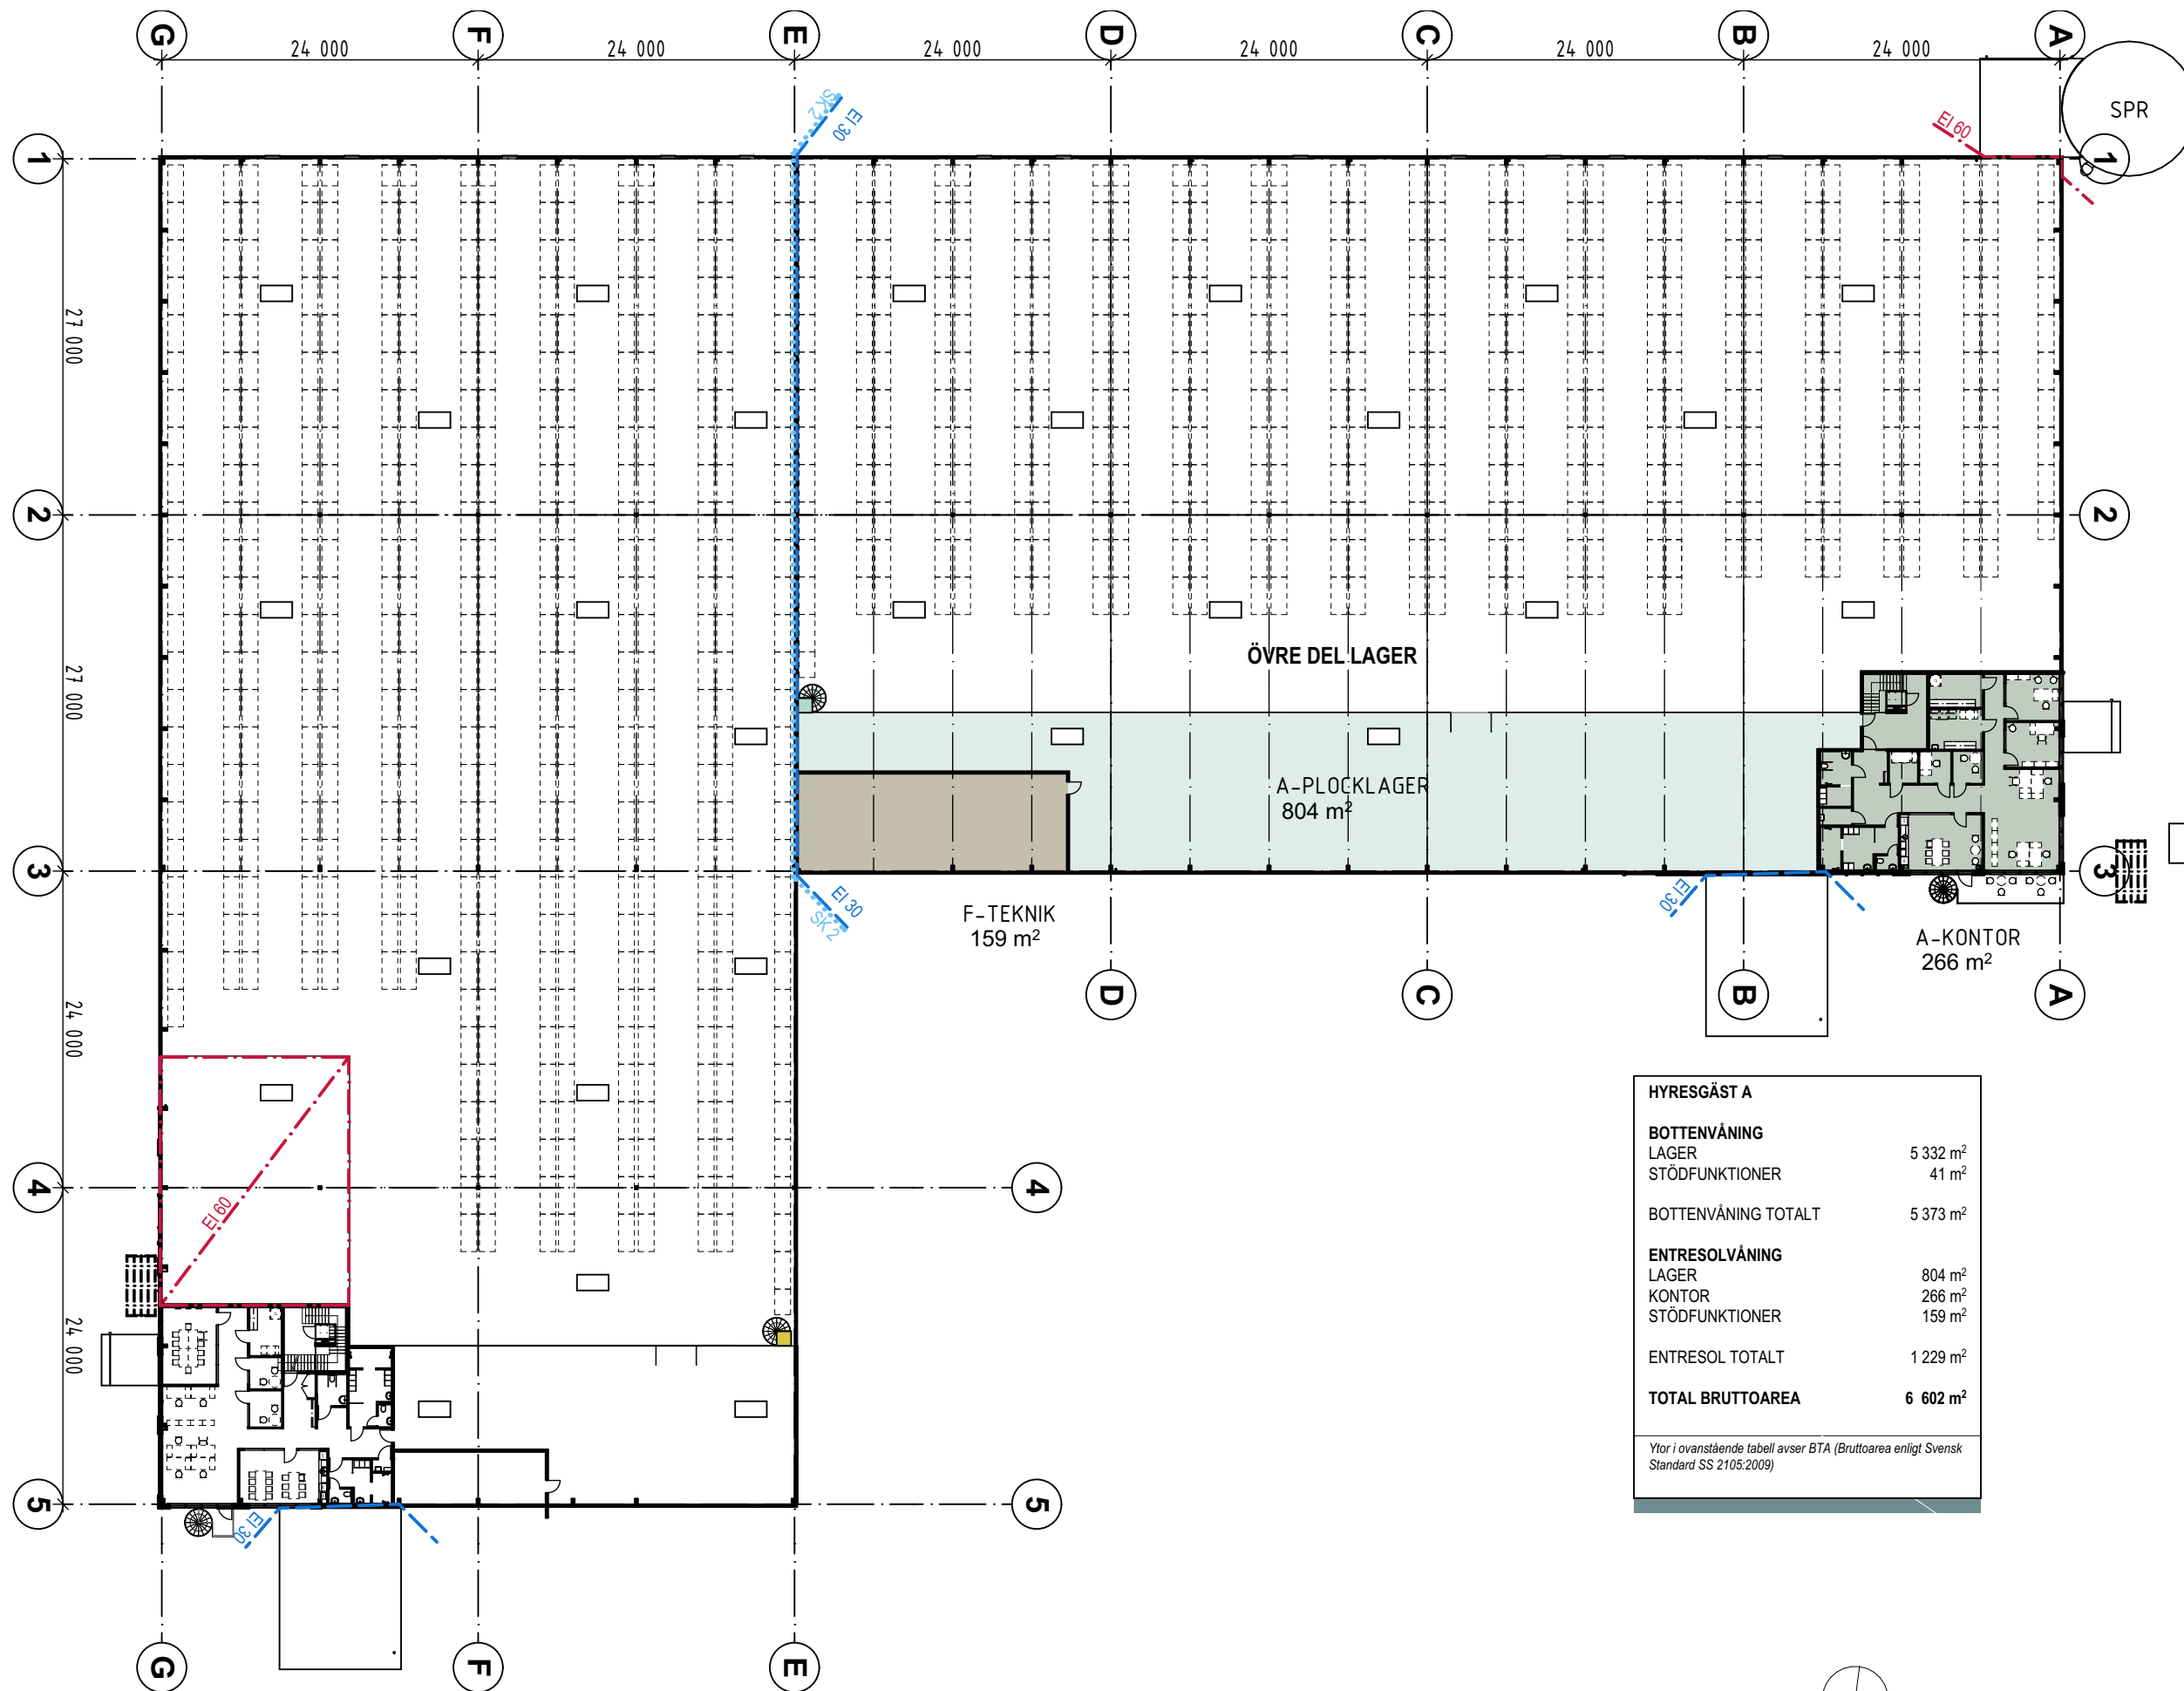 G F E D C B A
24 000 24 000 24 000 24 000 24 000 24 000
SPR
SK2
EI 30
EI 60
1 1
27 000
2 2
27 000
ÖVRE DEL LAGER
A-PLOCKLAGER
804 m²
3 3
EI 30
SK2
EI 30
F-TEKNIK
159 m²
A-KONTOR
266 m²
D C B A
24 000
EI 60
4 4
24 000
5 5
EI 30
G F E
HYRESGÄST A
BOTTENVÅNING
LAGER 5 332 m²
STÖDFUNKTIONER 41 m²
BOTTENVÅNING TOTALT 5 373 m²
ENTRESOLVÅNING
LAGER 804 m²
KONTOR 266 m²
STÖDFUNKTIONER 159 m²
ENTRESOL TOTALT 1 229 m²
TOTAL BRUTTOAREA 6 602 m²
Ytor i ovanstående tabell avser BTA (Bruttoarea enligt Svensk
Standard SS 2105:2009)